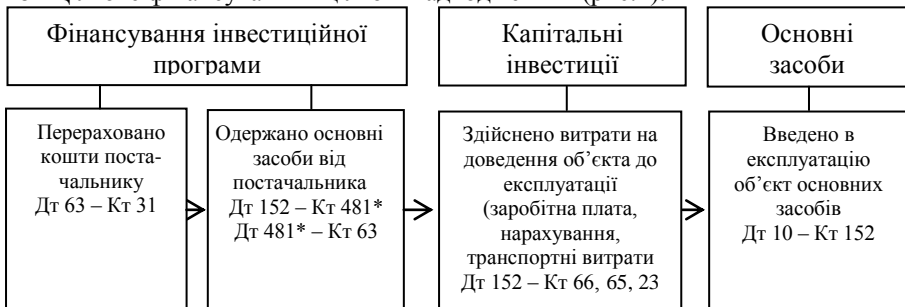 Фінансування інвестиційної
програми
Капітальні
інвестиції
Основні
засоби
Перераховано
кошти поста-
чальнику
Дт 63 – Кт 31
Одержано основні
засоби від
постачальника
Дт 152 – Кт 481*
Дт 481* – Кт 63
Здійснено витрати на
доведення об’єкта до
експлуатації
(заробітна плата,
нарахування,
транспортні витрати
Дт 152 – Кт 66, 65, 23
Введено в
експлуатацію
об’єкт основних
засобів
Дт 10 – Кт 152